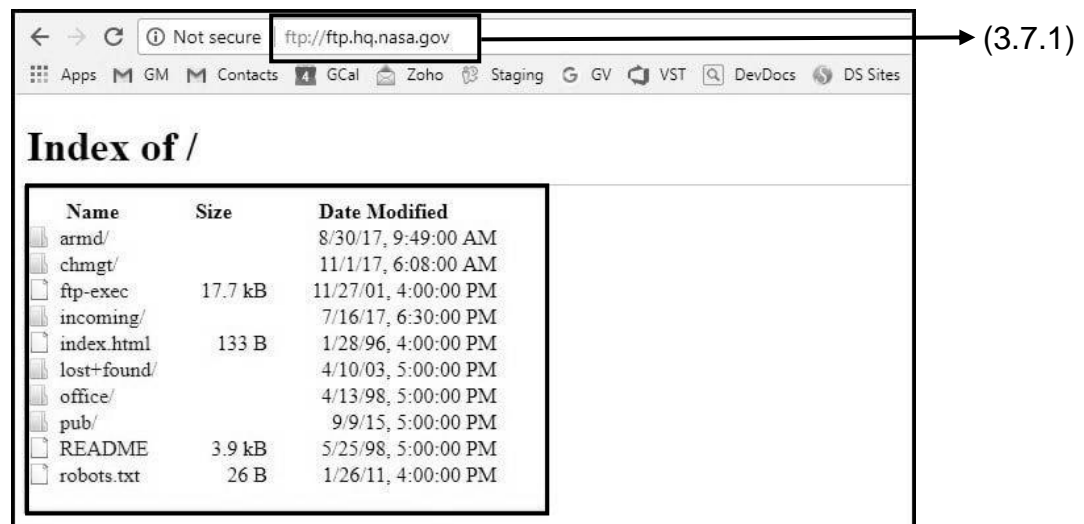 Not secure ftp://ftp.hq.nasa.gov (3.7.1)
Apps GM Contacts 4 GCal Zoho Staging G GV VST DevDocs DS Sites
Index of /
Name Size Date Modified
armd/ 8/30/17, 9:49:00 AM
chmgt/ 11/1/17, 6:08:00 AM
ftp-exec 17.7 kB 11/27/01, 4:00:00 PM
incoming/ 7/16/17, 6:30:00 PM
index.html 133 B 1/28/96, 4:00:00 PM
lost+found/ 4/10/03, 5:00:00 PM
office/ 4/13/98, 5:00:00 PM
pub/ 9/9/15, 5:00:00 PM
README 3.9 kB 5/25/98, 5:00:00 PM
robots.txt 26 B 1/26/11, 4:00:00 PM